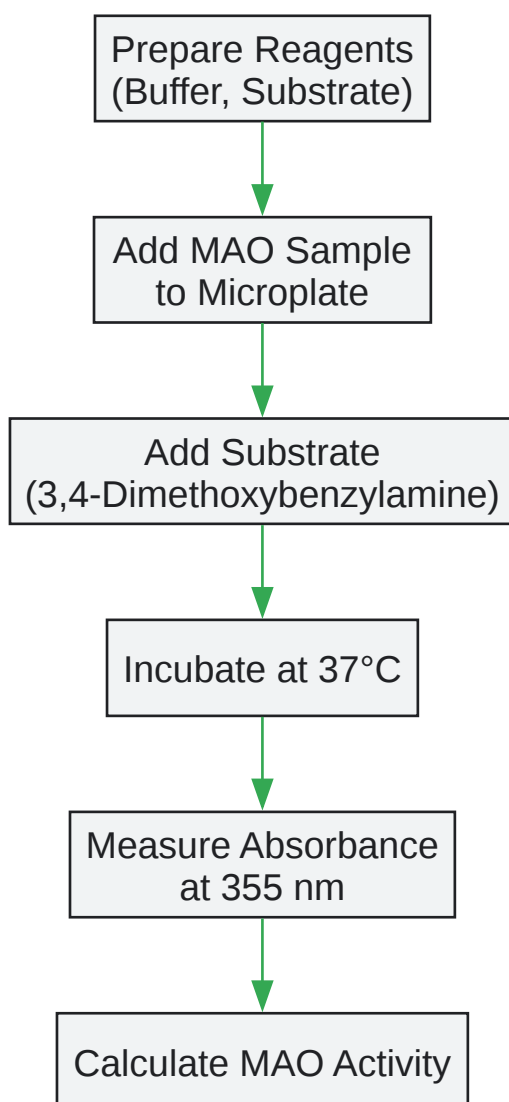 Prepare Reagents
(Buffer, Substrate)
Add MAO Sample
to Microplate
Add Substrate
(3,4-Dimethoxybenzylamine)
Incubate at 37°C
Measure Absorbance
at 355 nm
Calculate MAO Activity